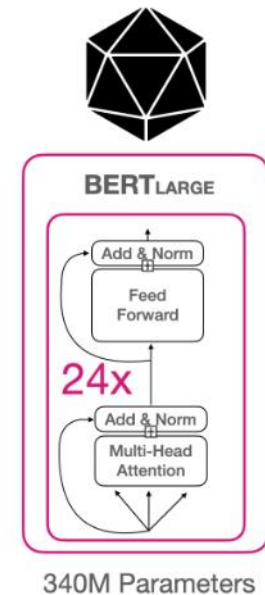 BERTLARGE
Add & Norm
Feed
Forward
24x
Add & Norm
Multi-Head
Attention
340M Parameters